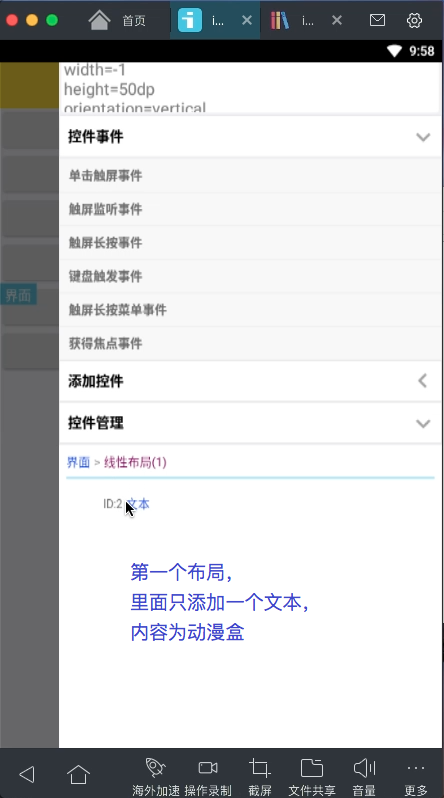 首页
i...
i...
9:58
width=-1
height=50dp
orientation=vertical
控件事件
单击触屏事件
触屏监听事件
触屏长按事件
键盘触发事件
界面
触屏长按菜单事件
获得焦点事件
添加控件
控件管理
界面 > 线性布局(1)
ID:2 文本
第一个布局，
里面只添加一个文本，
内容为动漫盒
海外加速 操作录制 截屏 文件共享 音量 更多